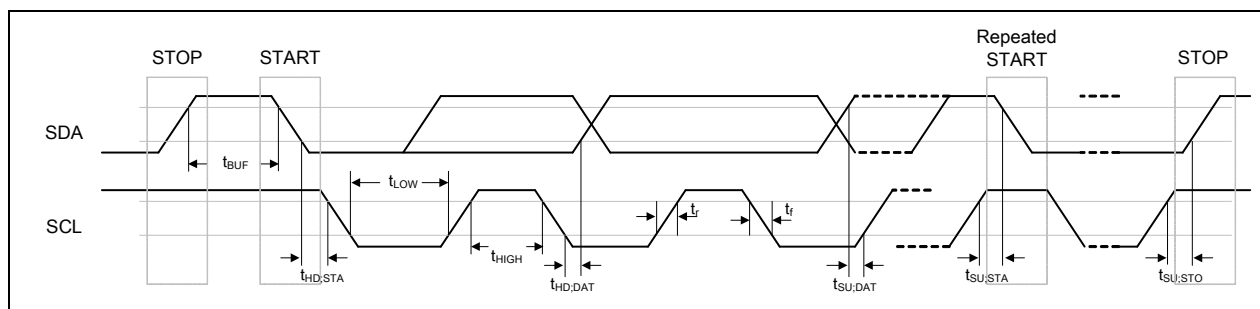 STOP
START
Repeated
START
STOP
SDA
tBUF
tLOW
SCL
tr
tf
tHIGH
tHD;STA
tHD;DAT
tSU;DAT
tSU;STA
tSU;STO